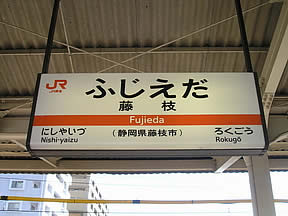 JR
ふじえだ
藤枝
Fujieda
にしやいづ
Nishi-yaizu
(静岡県藤枝市)
ろくごう
Rokugō